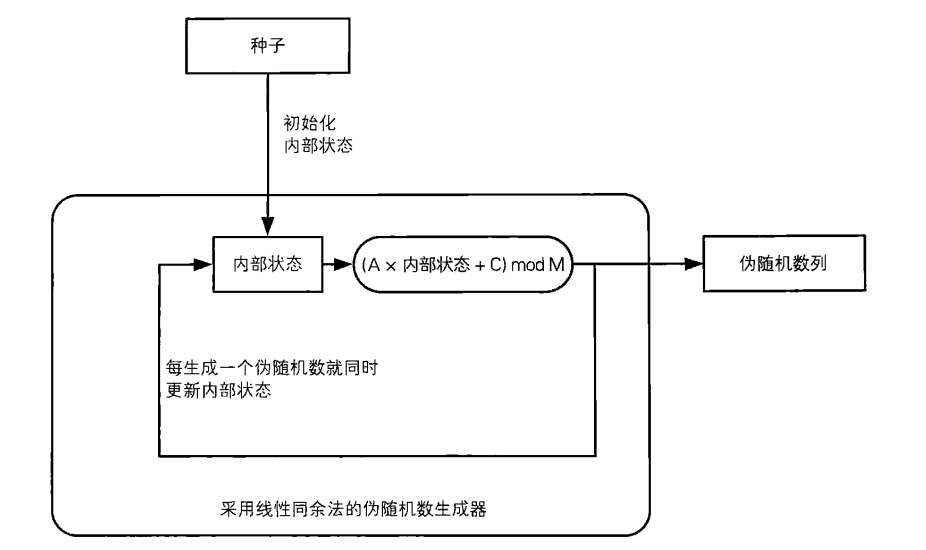 种子
初始化
内部状态
内部状态
(A × 内部状态 + C) mod M
伪随机数列
每生成一个伪随机数就同时
更新内部状态
采用线性同余法的伪随机数生成器